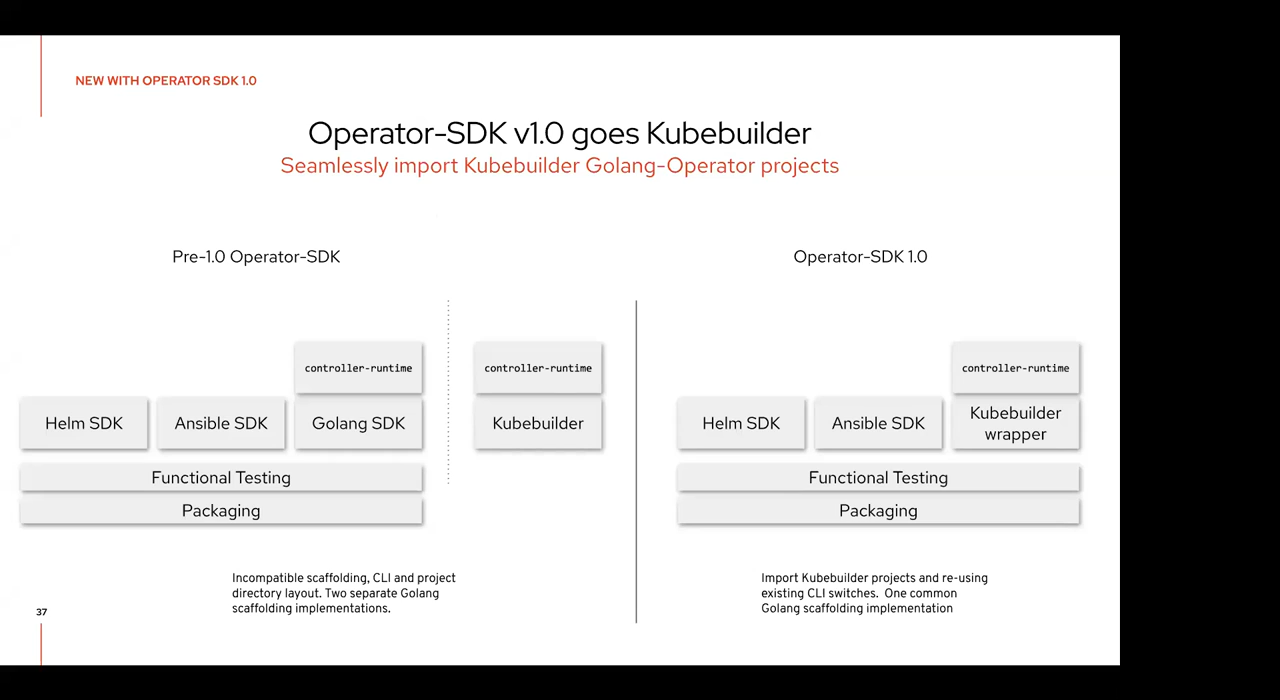 NEW WITH OPERATOR SDK 1.0
Operator-SDK v1.0 goes Kubebuilder
Seamlessly import Kubebuilder Golang-Operator projects
Pre-1.0 Operator-SDK
controller-runtime
controller-runtime
Helm SDK
Ansible SDK
Golang SDK
Kubebuilder
Functional Testing
Packaging
Incompatible scaffolding, CLI and project
directory layout. Two separate Golang
scaffolding implementations.
Operator-SDK 1.0
controller-runtime
Helm SDK
Ansible SDK
Kubebuilder
wrapper
Functional Testing
Packaging
Import Kubebuilder projects and re-using
existing CLI switches. One common
Golang scaffolding implementation
37